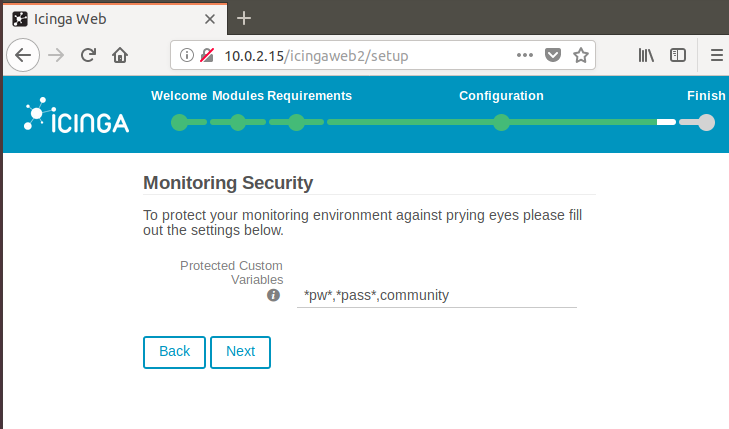 Icinga Web
10.0.2.15/icingaweb2/setup
ICINGA
Welcome Modules Requirements Configuration Finish
Monitoring Security
To protect your monitoring environment against prying eyes please fill
out the settings below.
Protected Custom
Variables
*pw*,*pass*,community
Back Next